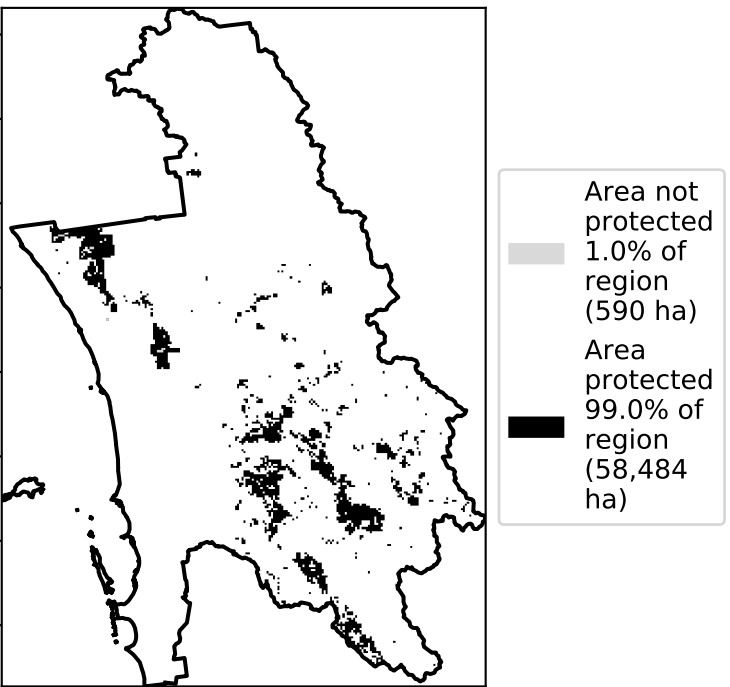 Area not
protected
1.0% of
region
(590 ha)
Area
protected
99.0% of
region
(58,484
ha)